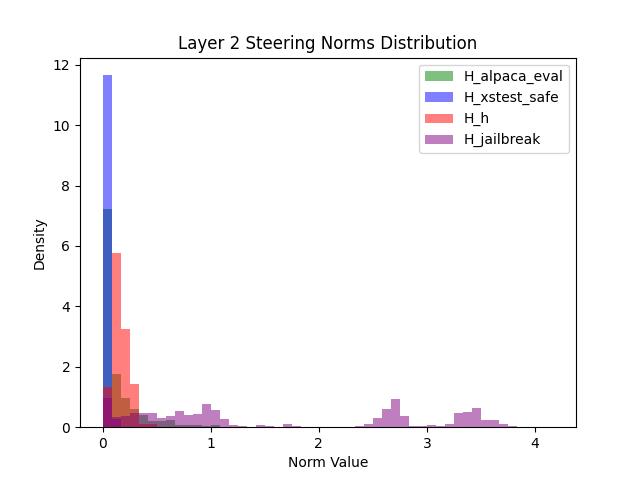 Layer 2 Steering Norms Distribution
H_alpaca_eval
H_xstest_safe
H_h
H_jailbreak
Density
12
10
8
6
4
2
0
0 1 2 3 4
Norm Value